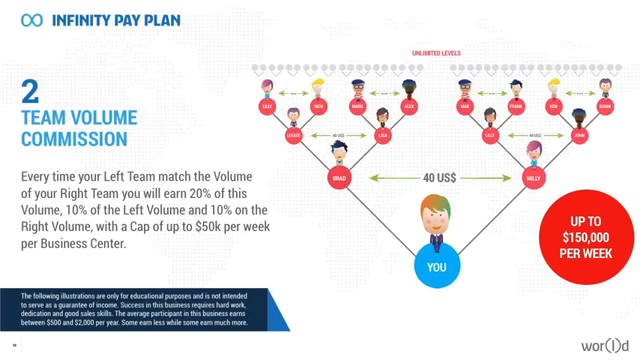 INFINITY PAY PLAN
2
TEAM VOLUME
COMMISSION
Every time your Left Team match the Volume
of your Right Team you will earn 20% of this
Volume, 10% of the Left Volume and 10% on the
Right Volume, with a Cap of up to $50k per week
per Business Center.
The following illustrations are only for educational purposes and is not intended
to serve as a guarantee of income. Success in this business requires hard work,
dedication and good sales skills. The average participant in this business earns
between $500 and $2,000 per year. Some earn less while some earn much more.
UNLIMITED LEVELS
LILLY
NICK
MARK
ALEX
MAX
FRANK
LOUISE
40 US$
LISA
40 US$
JOHN
BRAD
40 US$
MILLY
YOU
UP TO
$150,000
PER WEEK
wor(l)d